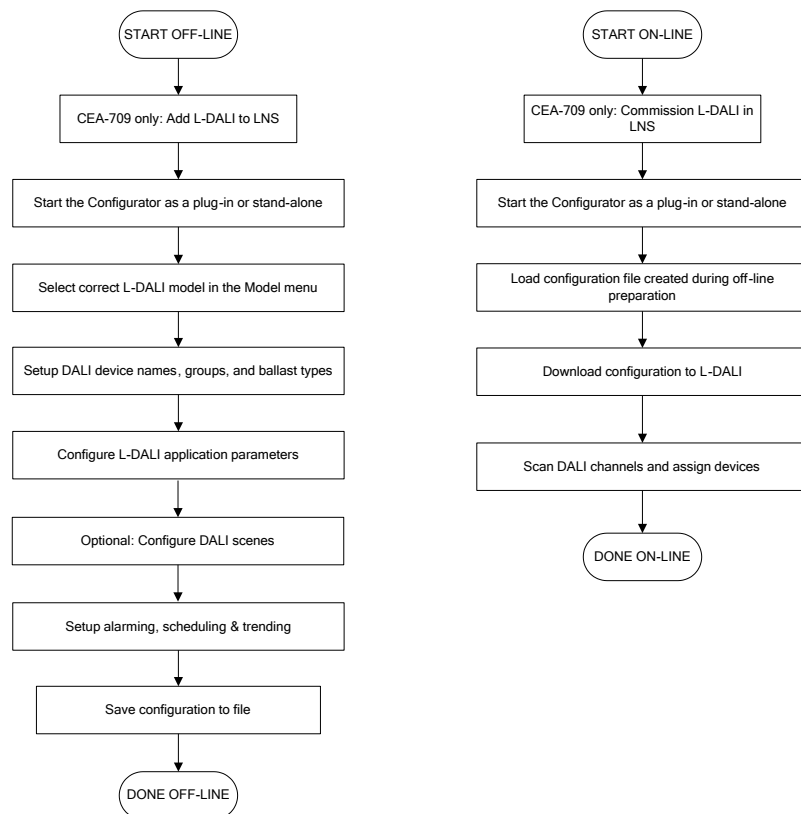 START OFF-LINE
CEA-709 only: Add L-DALI to LNS
Start the Configurator as a plug-in or stand-alone
Select correct L-DALI model in the Model menu
Setup DALI device names, groups, and ballast types
Configure L-DALI application parameters
Optional: Configure DALI scenes
Setup alarming, scheduling & trending
Save configuration to file
DONE OFF-LINE
START ON-LINE
CEA-709 only: Commission L-DALI in
LNS
Start the Configurator as a plug-in or stand-alone
Load configuration file created during off-line
preparation
Download configuration to L-DALI
Scan DALI channels and assign devices
DONE ON-LINE